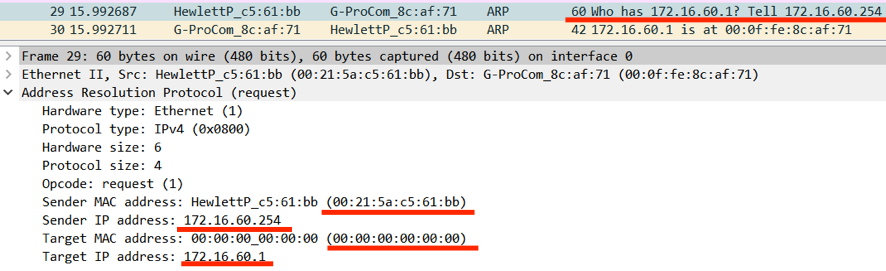 29 15.992687 HewlettP_c5:61:bb G-ProCom_8c:af:71 ARP 60 Who has 172.16.60.1? Tell 172.16.60.254
30 15.992711 G-ProCom_8c:af:71 HewlettP_c5:61:bb ARP 42 172.16.60.1 is at 00:0f:fe:8c:af:71
Frame 29: 60 bytes on wire (480 bits), 60 bytes captured (480 bits) on interface 0
Ethernet II, Src: HewlettP_c5:61:bb (00:21:5a:c5:61:bb), Dst: G-ProCom_8c:af:71 (00:0f:fe:8c:af:71)
Address Resolution Protocol (request)
Hardware type: Ethernet (1)
Protocol type: IPv4 (0x0800)
Hardware size: 6
Protocol size: 4
Opcode: request (1)
Sender MAC address: HewlettP_c5:61:bb (00:21:5a:c5:61:bb)
Sender IP address: 172.16.60.254
Target MAC address: 00:00:00_00:00:00 (00:00:00:00:00:00)
Target IP address: 172.16.60.1